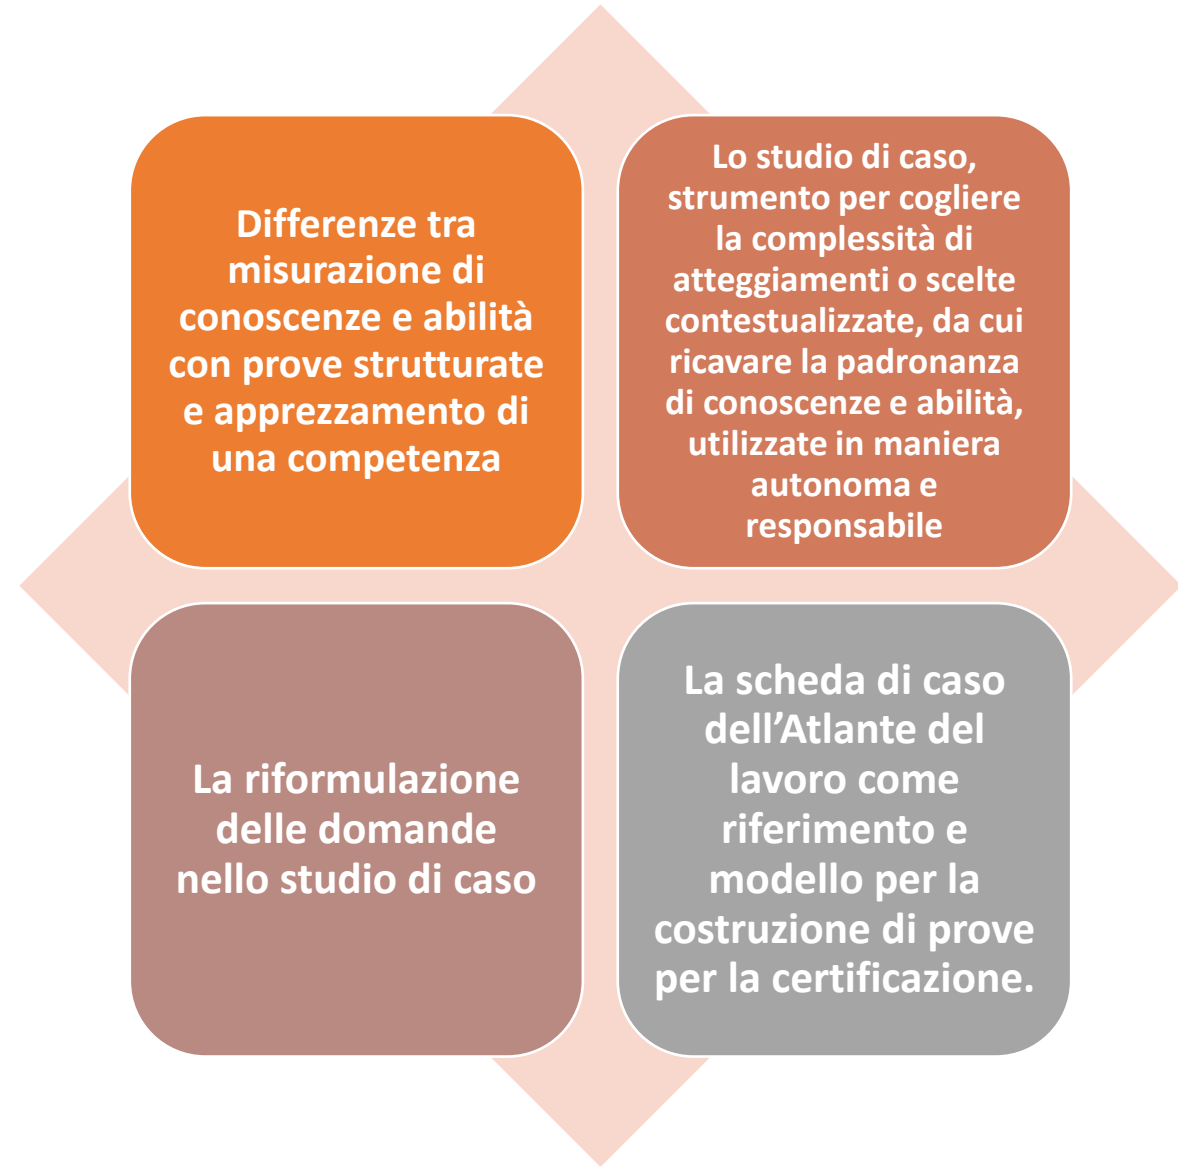 Differenze tra
misurazione di
conoscenze e abilità
con prove strutturate
e apprezzamento di
una competenza
Lo studio di caso,
strumento per cogliere
la complessità di
atteggiamenti o scelte
contestualizzate, da cui
ricavare la padronanza
di conoscenze e abilità,
utilizzate in maniera
autonoma e
responsabile
La riformulazione
delle domande
nello studio di caso
La scheda di caso
dell’Atlante del
lavoro come
riferimento e
modello per la
costruzione di prove
per la certificazione.